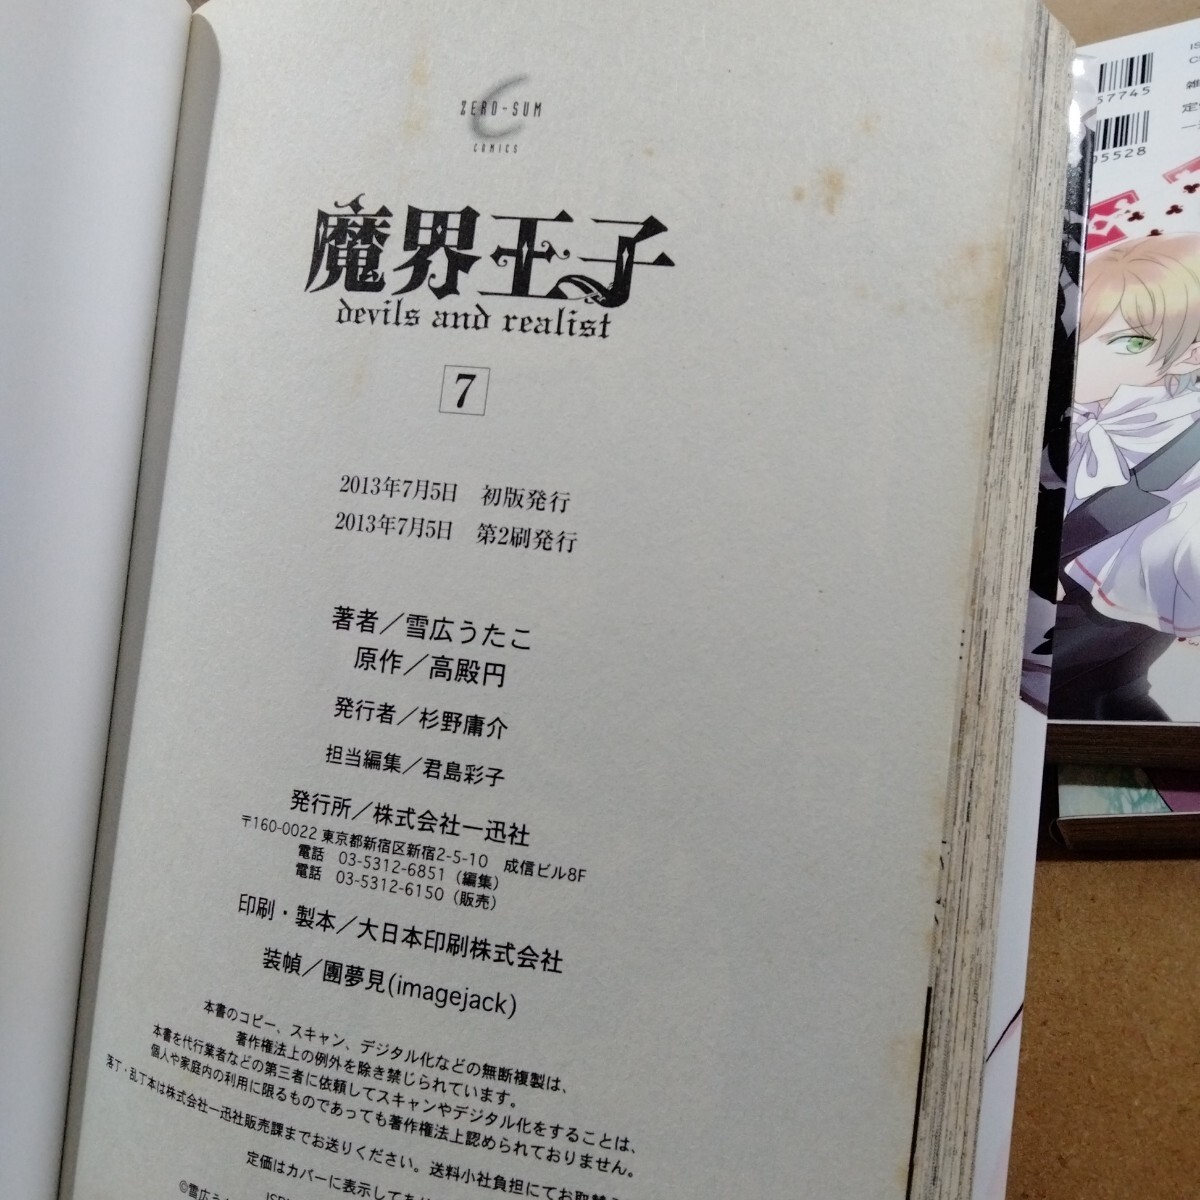 ZERO-SUM
COMICS
魔界王子
devils and realist
7
2013年7月5日　初版発行
2013年7月5日　第2刷発行
著者／雪広うたこ
原作／高殿円
発行者／杉野庸介
担当編集／君島彩子
発行所／株式会社一迅社
〒160-0022 東京都新宿区新宿2-5-10　成信ビル8F
電話　03-5312-6851（編集）
電話　03-5312-6150（販売）
印刷・製本／大日本印刷株式会社
装幀／團夢見(imagejack)
本書のコピー、スキャン、デジタル化などの無断複製は、
著作権法上の例外を除き禁じられています。
本書を代行業者などの第三者に依頼してスキャンやデジタル化をすることは、
個人や家庭内の利用に限るものであっても著作権法上認められておりません。
落丁・乱丁本は株式会社一迅社販売課までお送りください。送料小社負担にてお取替え
定価はカバーに表示してあり
©雪広う
ISB
57745
05528
IS
C
雑
定
一